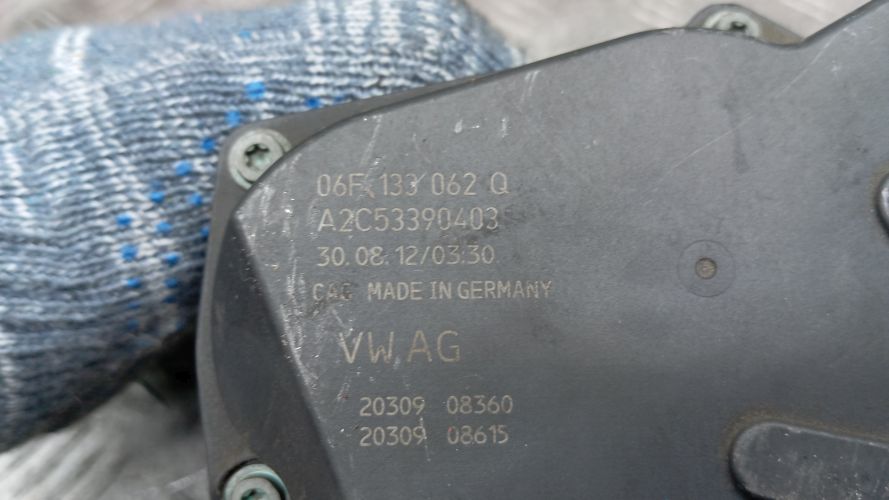 06F 133 062 Q
A2C53390403
30.08.12/03:30
CAG MADE IN GERMANY
VW AG
20309 08360
20309 08615